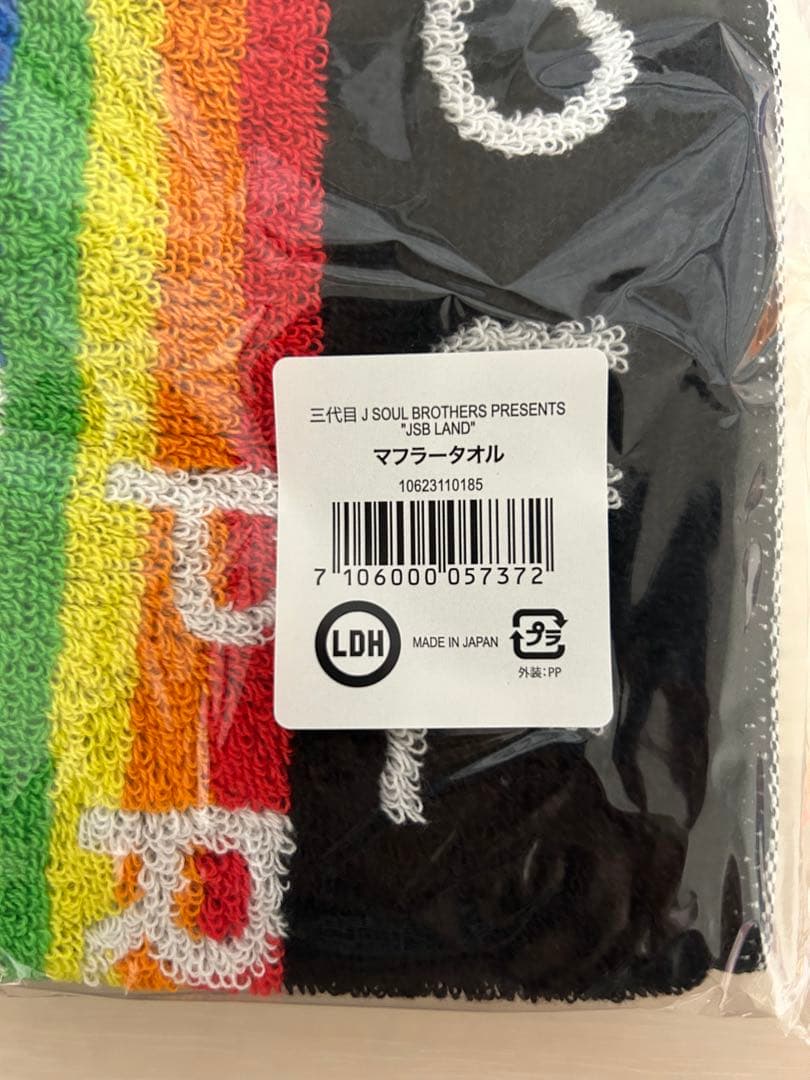 三代目 J SOUL BROTHERS PRESENTS
"JSB LAND"
マフラータオル
10623110185
7 106000 057372
LDH
MADE IN JAPAN
プラ
外装:PP